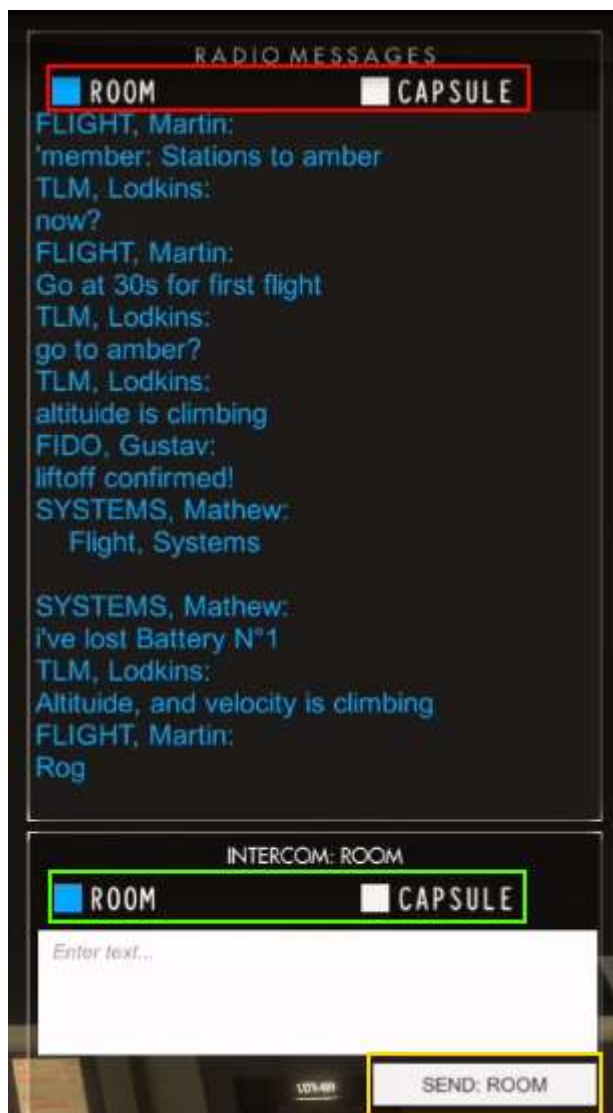 RADIO MESSAGES
ROOM CAPSULE
FLIGHT, Martin:
'member: Stations to amber
TLM, Lodkins:
now?
FLIGHT, Martin:
Go at 30s for first flight
TLM, Lodkins:
go to amber?
TLM, Lodkins:
altituide is climbing
FIDO, Gustav:
liftoff confirmed!
SYSTEMS, Mathew:
Flight, Systems
SYSTEMS, Mathew:
i've lost Battery N°1
TLM, Lodkins:
Altituide, and velocity is climbing
FLIGHT, Martin:
Rog
INTERCOM: ROOM
ROOM CAPSULE
Enter text...
SEND: ROOM